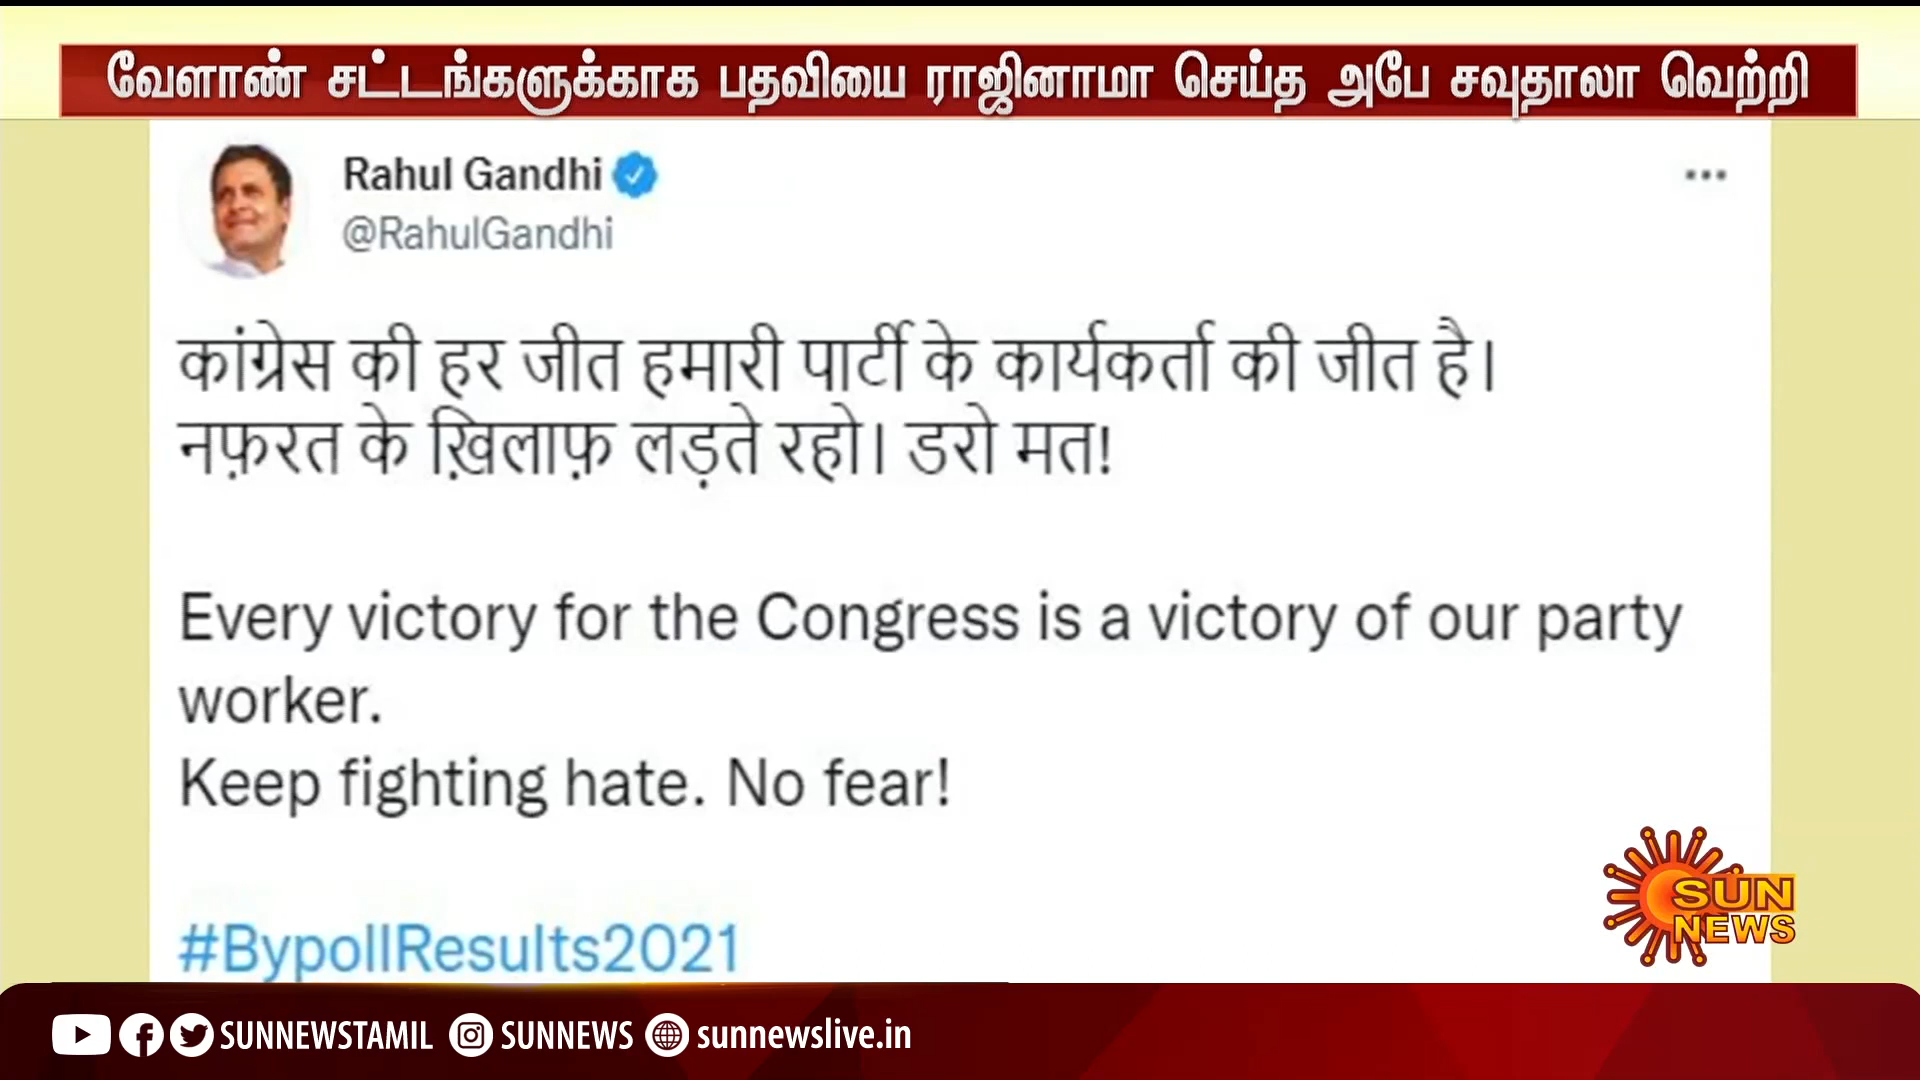 வேளாண் சட்டங்களுக்காக பதவியை ராஜினாமா செய்த அபே சவுதாலா வெற்றி
Rahul Gandhi
@RahulGandhi
कांग्रेस की हर जीत हमारी पार्टी के कार्यकर्ता की जीत है।
नफ़रत के ख़िलाफ़ लड़ते रहो। डरो मत!
Every victory for the Congress is a victory of our party
worker.
Keep fighting hate. No fear!
#BypollResults2021
SUN
NEWS
SUNNEWSTAMIL SUNNEWS sunnewslive.in